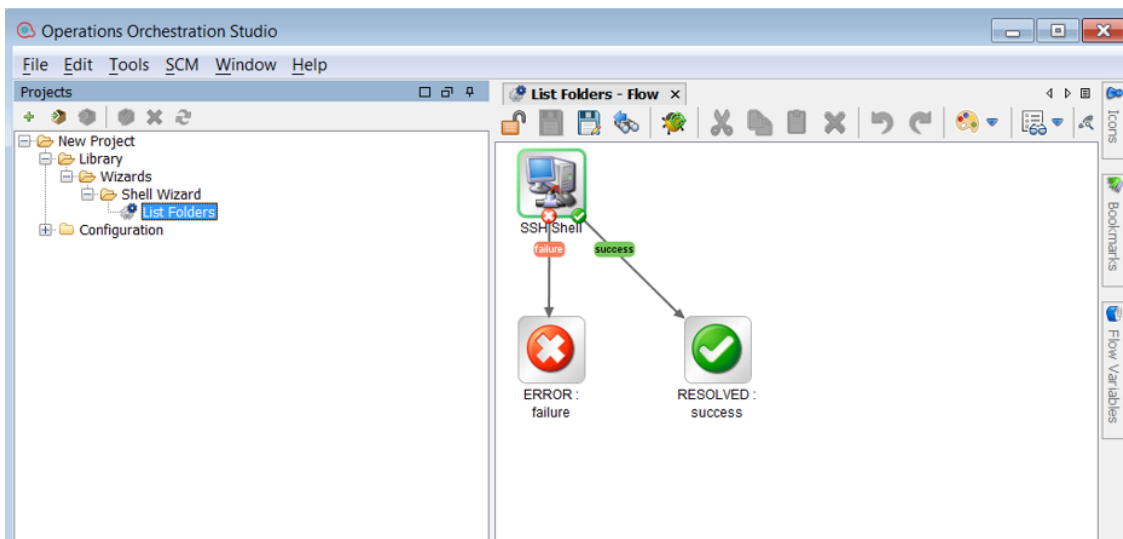 Operations Orchestration Studio
File Edit Tools SCM Window Help
Projects
New Project
Library
Wizards
Shell Wizard
List Folders
Configuration
List Folders - Flow
SSH Shell
failure
success
ERROR :
failure
RESOLVED :
success
Icons
Bookmarks
Flow Variables